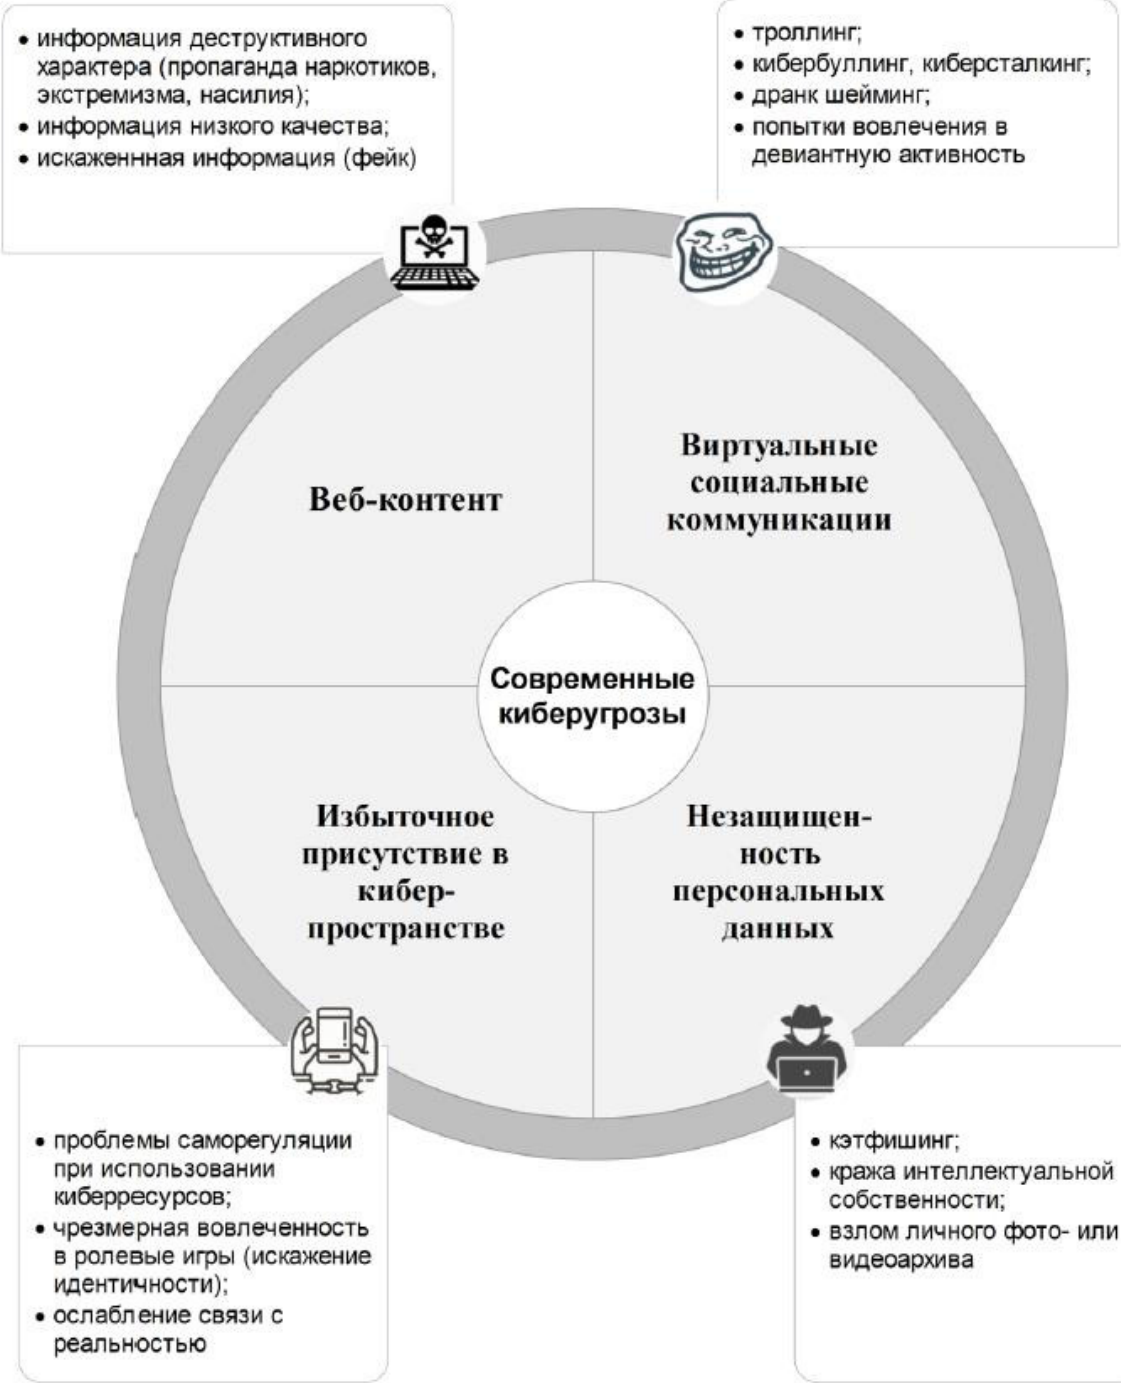 • информация деструктивного
характера (пропаганда наркотиков,
экстремизма, насилия);
• информация низкого качества;
• искаженнная информация (фейк)
• троллинг;
• кибербуллинг, киберсталкинг;
• дранк шейминг;
• попытки вовлечения в
девиантную активность
Веб-контент
Виртуальные
социальные
коммуникации
Современные
киберугрозы
Избыточное
присутствие в
кибер-
пространстве
Незащищен-
ность
персональных
данных
• проблемы саморегуляции
при использовании
киберресурсов;
• чрезмерная вовлеченность
в ролевые игры (искажение
идентичности);
• ослабление связи с
реальностью
• кэтфишинг;
• кража интеллектуальной
собственности;
• взлом личного фото- или
видеоархива